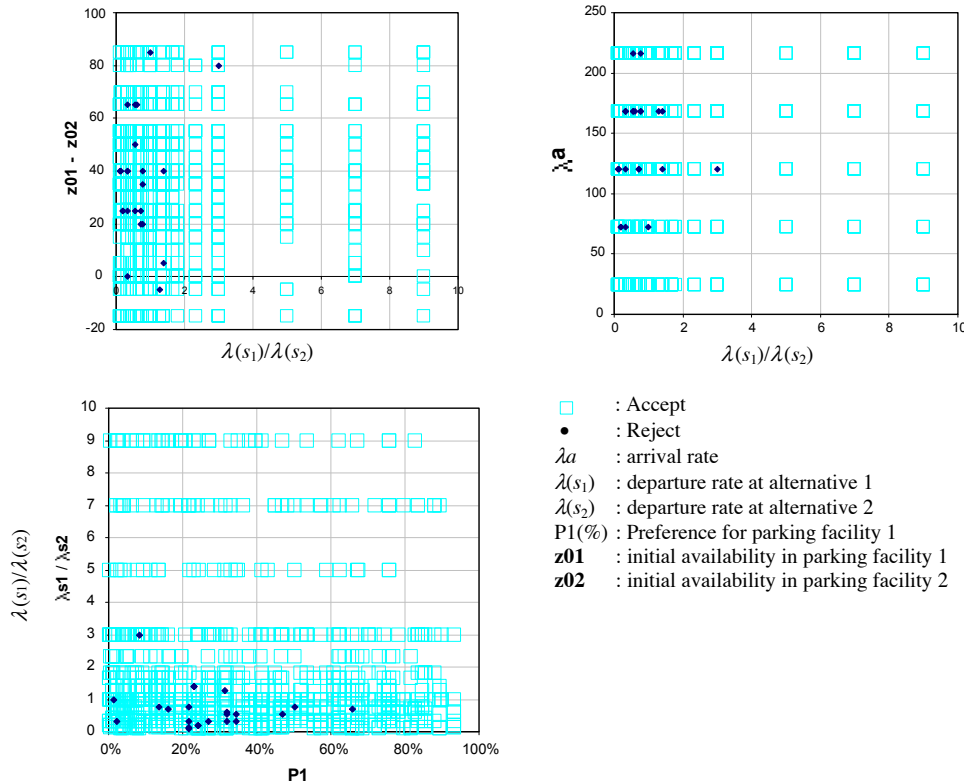 100
80
60
40
20
0
-20
z01 - z02
0 2 4 6 8 10
λ(s1)/λ(s2)
250
200
150
100
50
0
λa
0 2 4 6 8 10
λ(s1)/λ(s2)
10
9
8
7
6
5
4
3
2
1
0
λ(s1)/λ(s2)
λs1 / λs2
0% 20% 40% 60% 80% 100%
P1
: Accept
: Reject
λa : arrival rate
λ(s1) : departure rate at alternative 1
λ(s2) : departure rate at alternative 2
P1(%) : Preference for parking facility 1
z01 : initial availability in parking facility 1
z02 : initial availability in parking facility 2